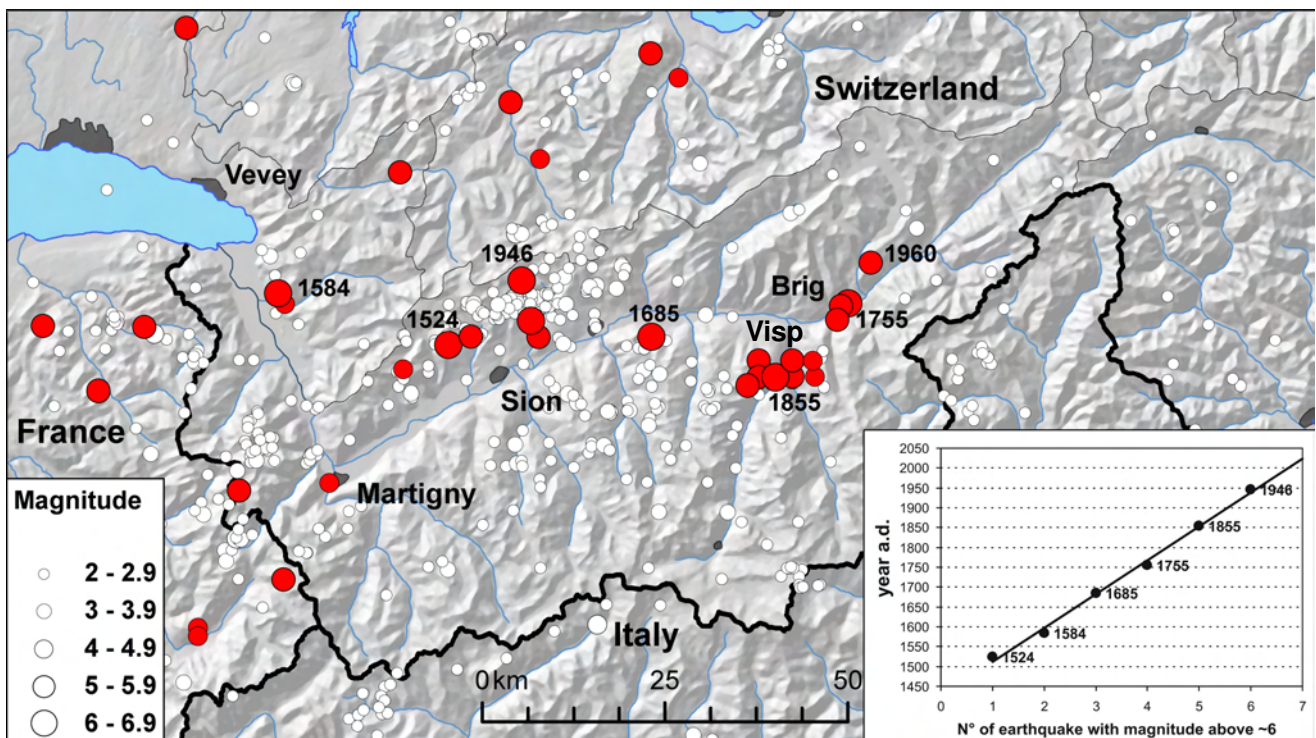 Switzerland
Vevey
1946
1584
1960
Brig
1524
1685
1755
Visp
Sion
1855
France
Martigny
Italy
Magnitude
2 - 2.9
3 - 3.9
4 - 4.9
5 - 5.9
6 - 6.9
0 km 25 50
year a.d.
2050
2000
1950
1900
1850
1800
1750
1700
1650
1600
1550
1500
1450
1946
1855
1755
1685
1584
1524
0 1 2 3 4 5 6 7
N° of earthquake with magnitude above ~6